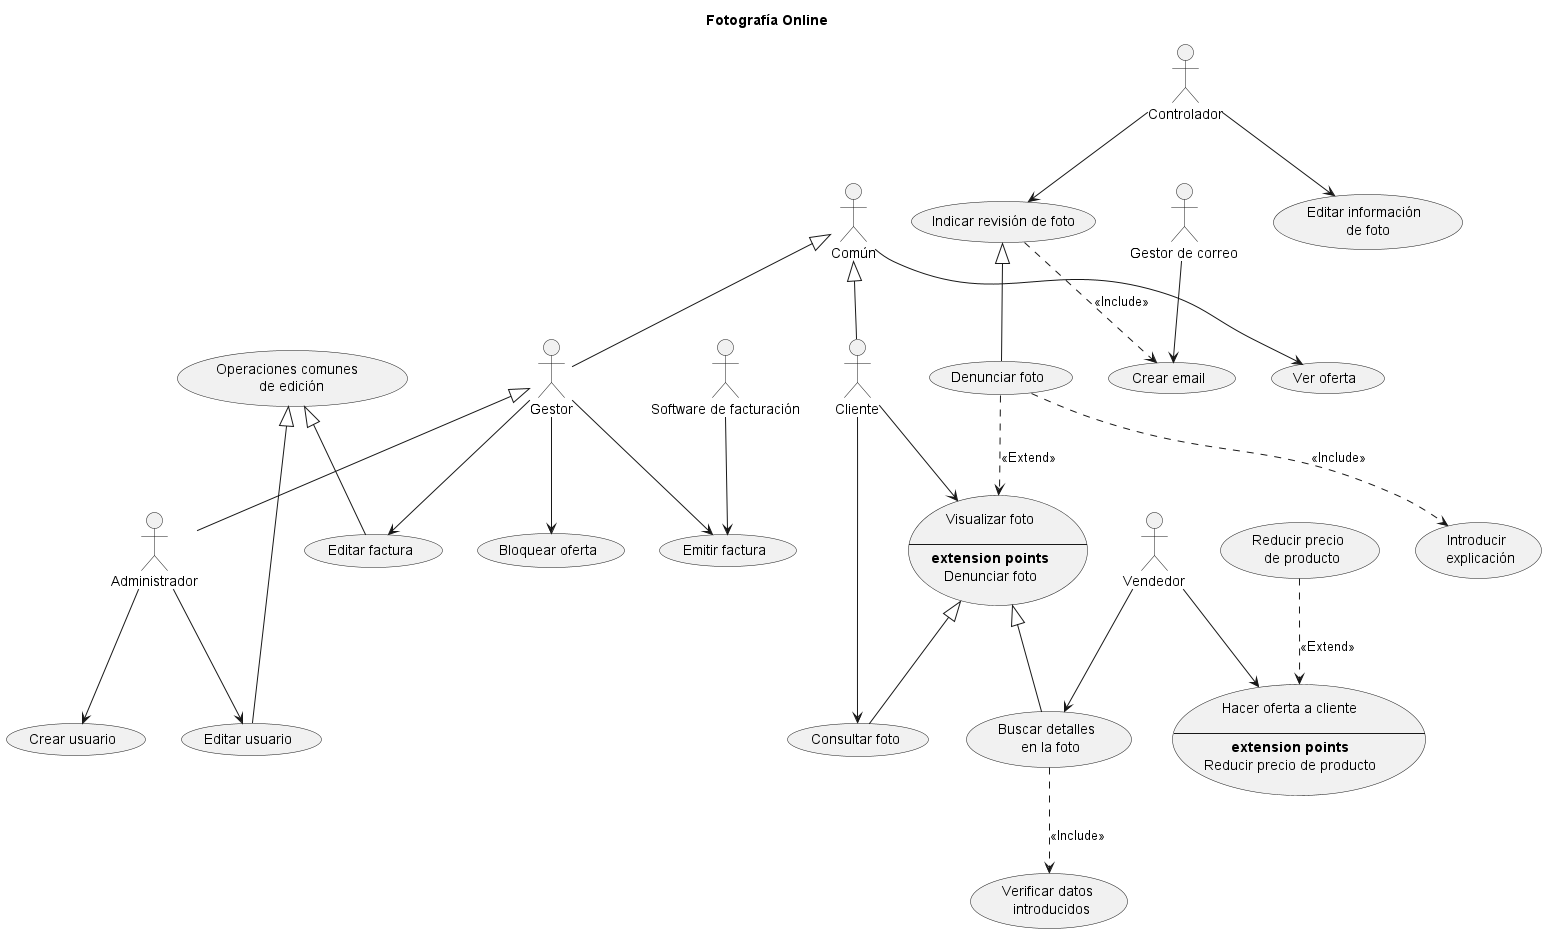 Fotografía Online
Controlador
Indicar revisión de foto
Gestor de correo
Editar información
de foto
Común
«Include»
Operaciones comunes
de edición
Gestor
Software de facturación
Cliente
Denunciar foto
Crear email
Ver oferta
«Extend»
«Include»
Administrador
Editar factura
Bloquear oferta
Emitir factura
Visualizar foto
extension points
Denunciar foto
Vendedor
Reducir precio
de producto
Introducir
explicación
«Extend»
Crear usuario
Editar usuario
Consultar foto
Buscar detalles
en la foto
Hacer oferta a cliente
extension points
Reducir precio de producto
«Include»
Verificar datos
introducidos